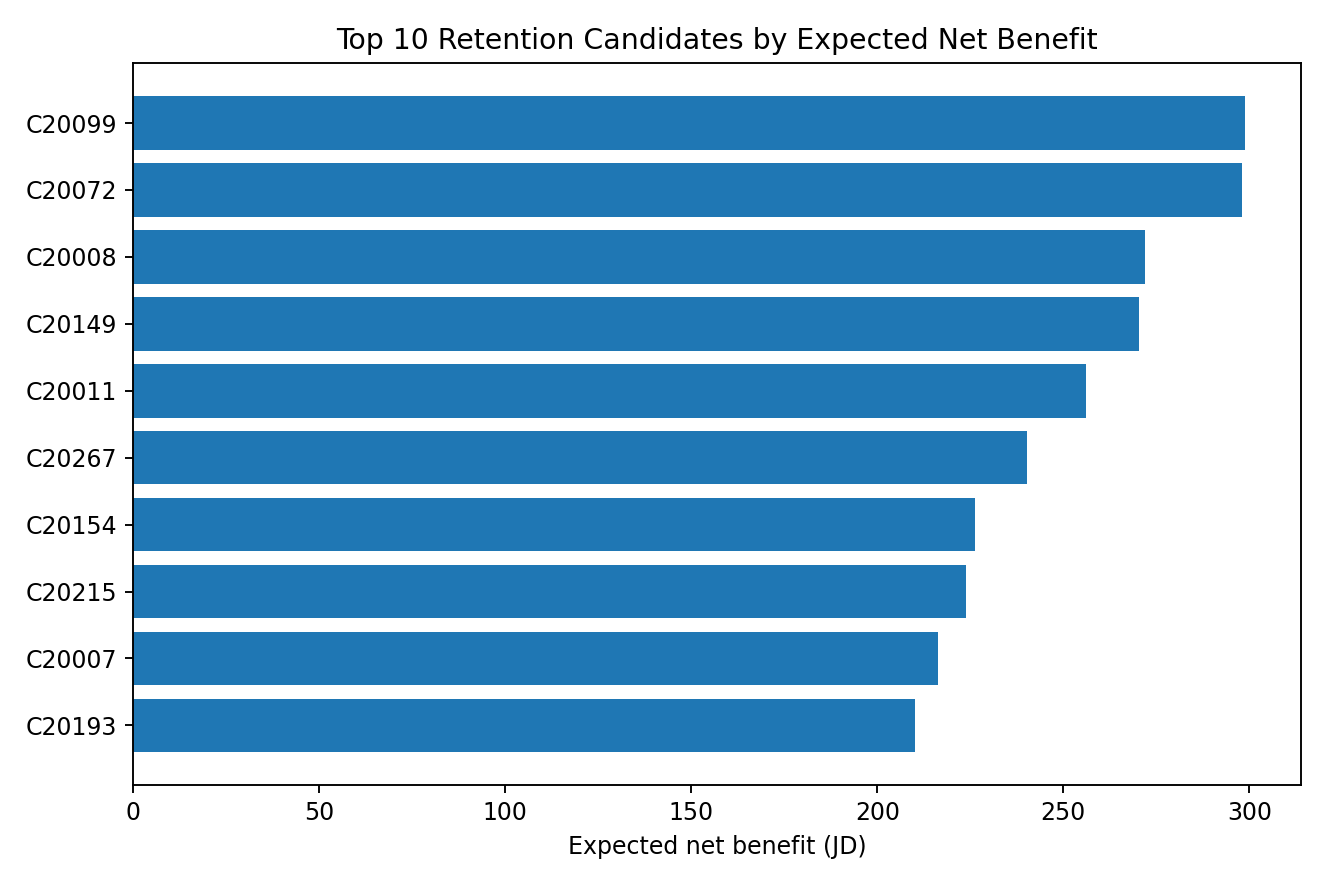 Top 10 Retention Candidates by Expected Net Benefit
C20099
C20072
C20008
C20149
C20011
C20267
C20154
C20215
C20007
C20193
0 50 100 150 200 250 300
Expected net benefit (JD)